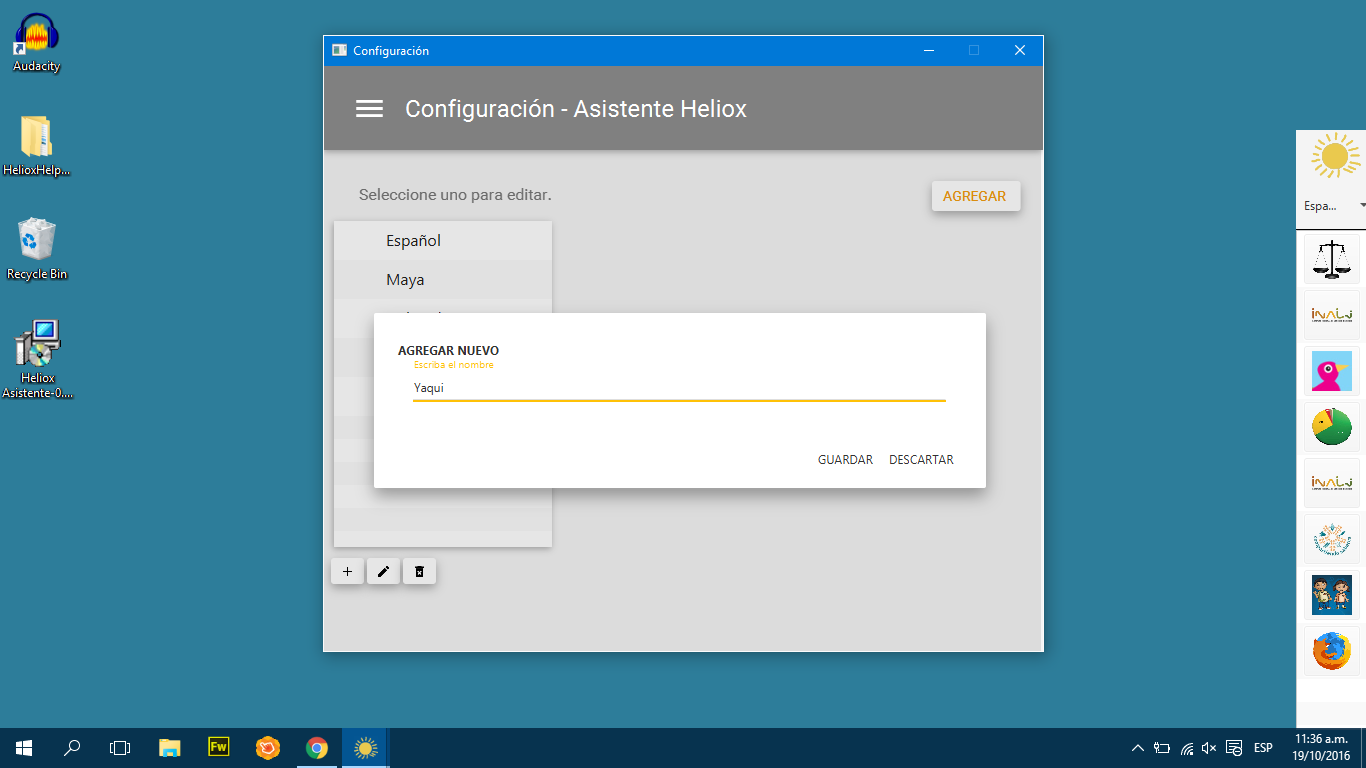 Audacity
HelioxHelp...
Recycle Bin
Heliox
Asistente-0....
Configuración
Configuración - Asistente Heliox
Seleccione uno para editar.
AGREGAR
Español
Maya
AGREGAR NUEVO
Escriba el nombre
Yaqui
GUARDAR DESCARTAR
Espa...
Fw
ESP
11:36 a.m.
19/10/2016